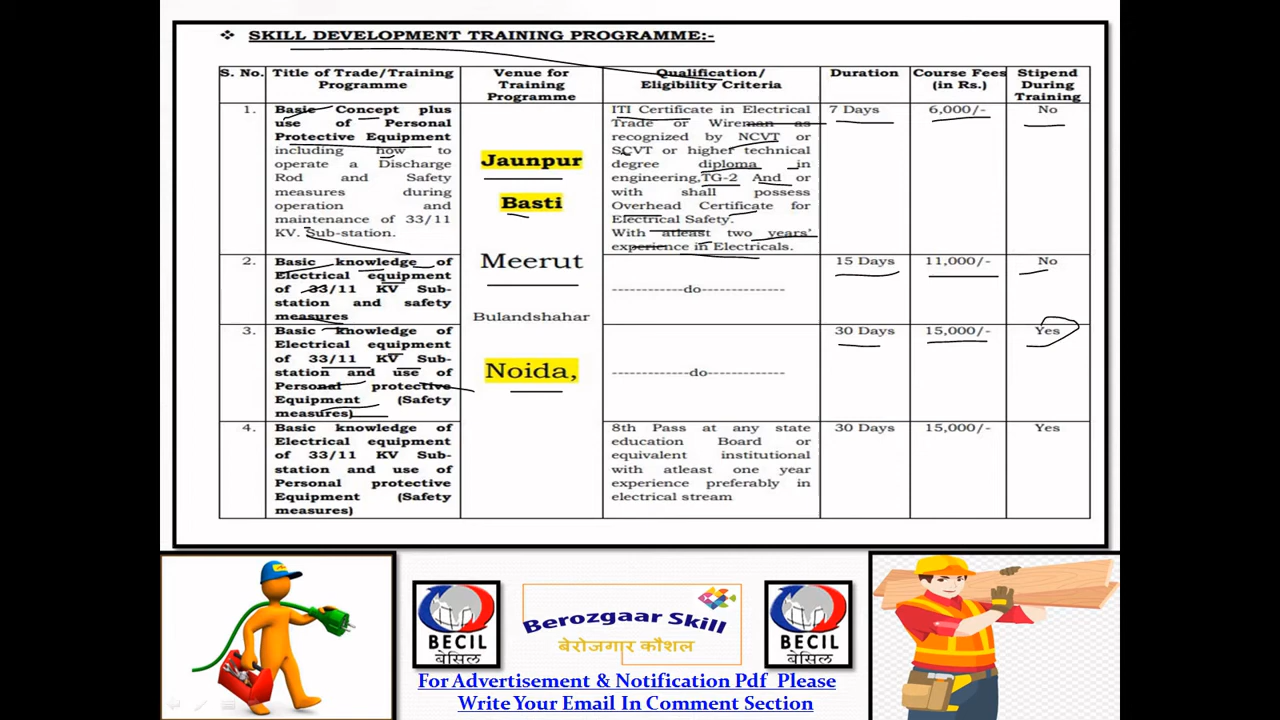 ❖ SKILL DEVELOPMENT TRAINING PROGRAMME:-
S. No. Title of Trade/Training Programme Venue for Training Programme Qualification/ Eligibility Criteria Duration Course Fees (in Rs.) Stipend During Training
1.
Basic Concept plus
use of Personal
Protective Equipment
including how to
operate a Discharge
Rod and Safety
measures during
operation and
maintenance of 33/11
KV. Sub-station.
Jaunpur
Basti
Meerut
Bulandshahar
Noida,
ITI Certificate in Electrical
Trade or Wireman as
recognized by NCVT or
SCVT or higher technical
degree diploma in
engineering,TG-2 And or
with shall possess
Overhead Certificate for
Electrical Safety.
With atleast two years'
experience in Electricals.
7 Days
6,000/-
No
2.
Basic knowledge of
Electrical equipment
of 33/11 KV Sub-
station and safety
measures
------------do-------------
15 Days
11,000/-
No
3.
Basic knowledge of
Electrical equipment
of 33/11 KV Sub-
station and use of
Personal protective
Equipment (Safety
measures)
------------do-------------
30 Days
15,000/-
Yes
4.
Basic knowledge of
Electrical equipment
of 33/11 KV Sub-
station and use of
Personal protective
Equipment (Safety
measures)
8th Pass at any state
education Board or
equivalent institutional
with atleast one year
experience preferably in
electrical stream
30 Days
15,000/-
Yes
BECIL
बेसिल
Berozgaar Skill
बेरोजगार कौशल
BECIL
बेसिल
For Advertisement & Notification Pdf Please
Write Your Email In Comment Section